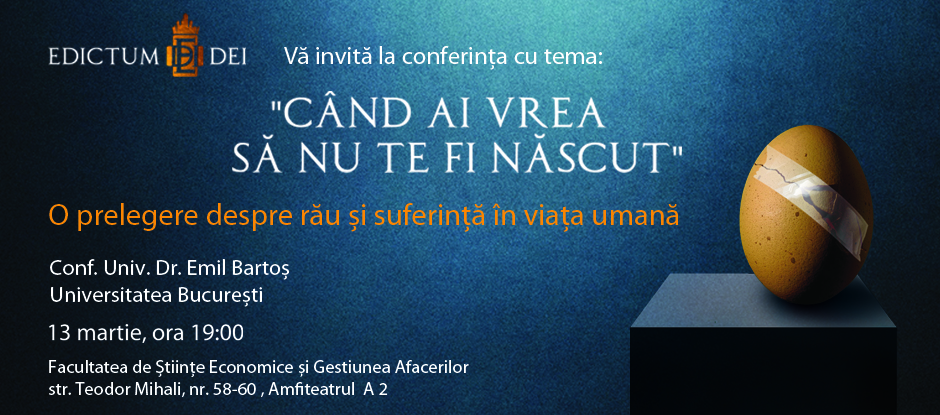 EDICTUM DEI
Vă invită la conferința cu tema:
"CÂND AI VREA
SĂ NU TE FI NĂSCUT"
O prelegere despre rău și suferință în viața umană
Conf. Univ. Dr. Emil Bartoș
Universitatea București
13 martie, ora 19:00
Facultatea de Științe Economice și Gestiunea Afacerilor
str. Teodor Mihali, nr. 58-60 , Amfiteatrul A 2